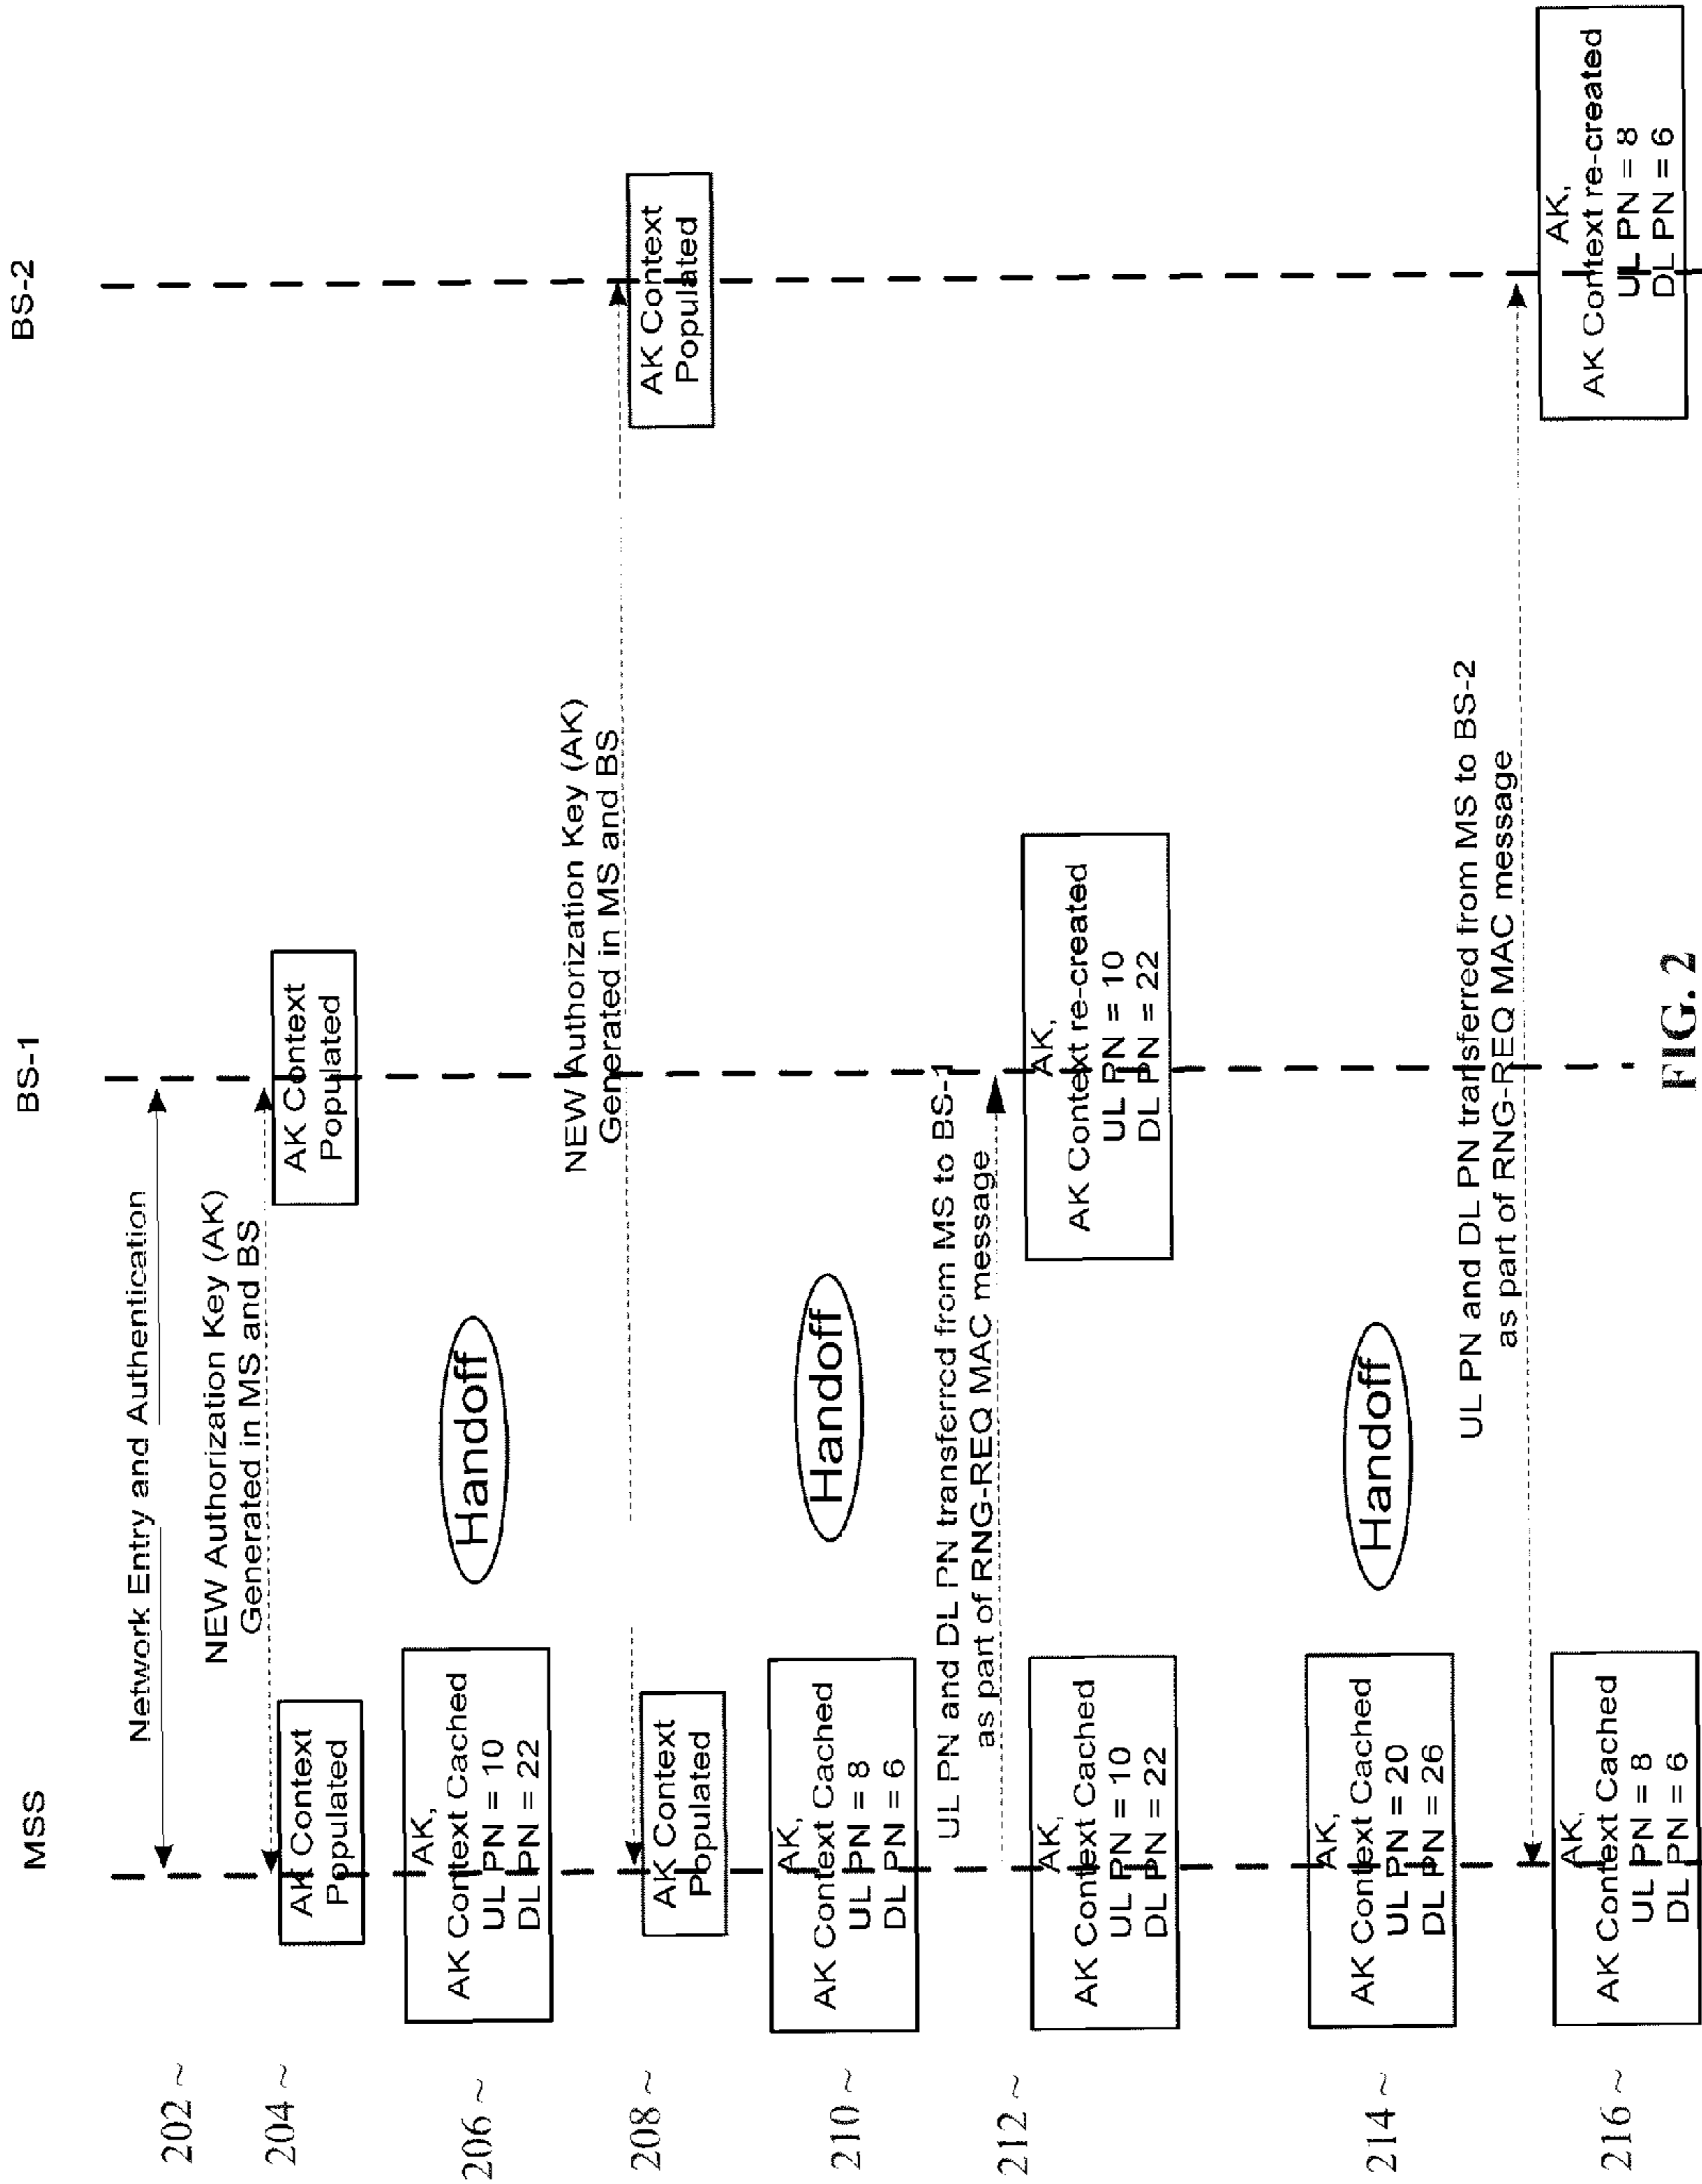 MSS
BS-1
BS-2
202 ~
Network Entry and Authentication
204 ~
NEW Authorization Key (AK)
Generated in MS and BS
AK Context
Populated
AK Context
Populated
206 ~
AK,
AK Context Cached
UL PN = 10
DL PN = 22
Handoff
208 ~
NEW Authorization Key (AK)
Generated in MS and BS
AK Context
Populated
AK Context
Populated
210 ~
AK,
AK Context Cached
UL PN = 8
DL PN = 6
Handoff
212 ~
UL PN and DL PN transferred from MS to BS-1
as part of RNG-REQ MAC message
AK,
AK Context Cached
UL PN = 10
DL PN = 22
AK,
AK Context re-created
UL PN = 10
DL PN = 22
214 ~
AK,
AK Context Cached
UL PN = 20
DL PN = 26
Handoff
UL PN and DL PN transferred from MS to BS-2
as part of RNG-REQ MAC message
216 ~
AK,
AK Context Cached
UL PN = 8
DL PN = 6
AK,
AK Context re-created
UL PN = 8
DL PN = 6
FIG. 2